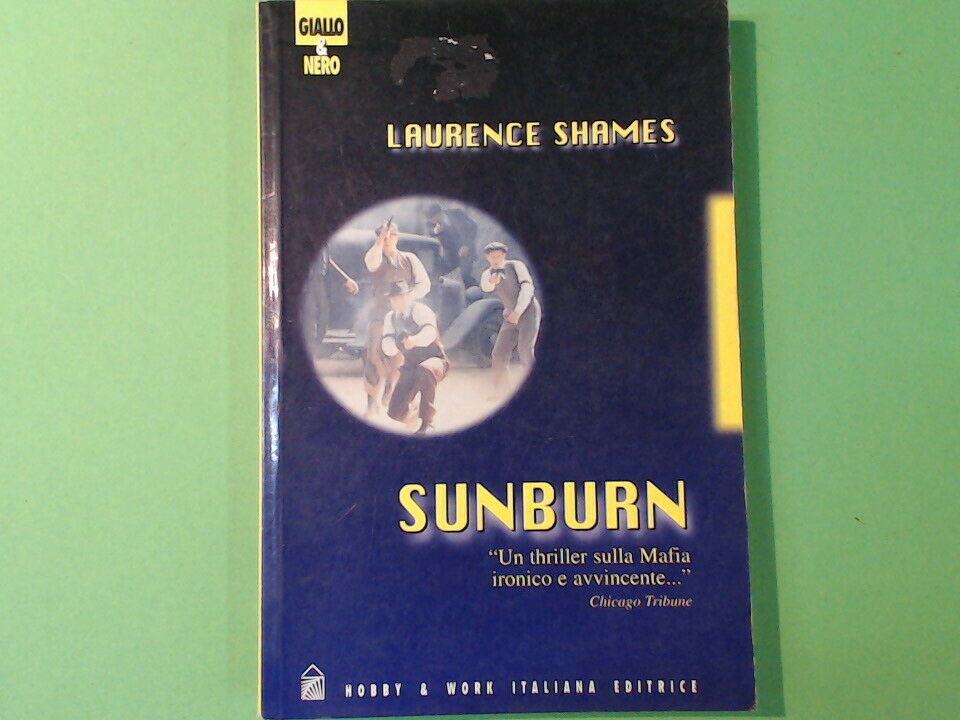 GIALLO
&
NERO
LAURENCE SHAMES
SUNBURN
“Un thriller sulla Mafia
ironico e avvincente...”
Chicago Tribune
HOBBY & WORK ITALIANA EDITRICE